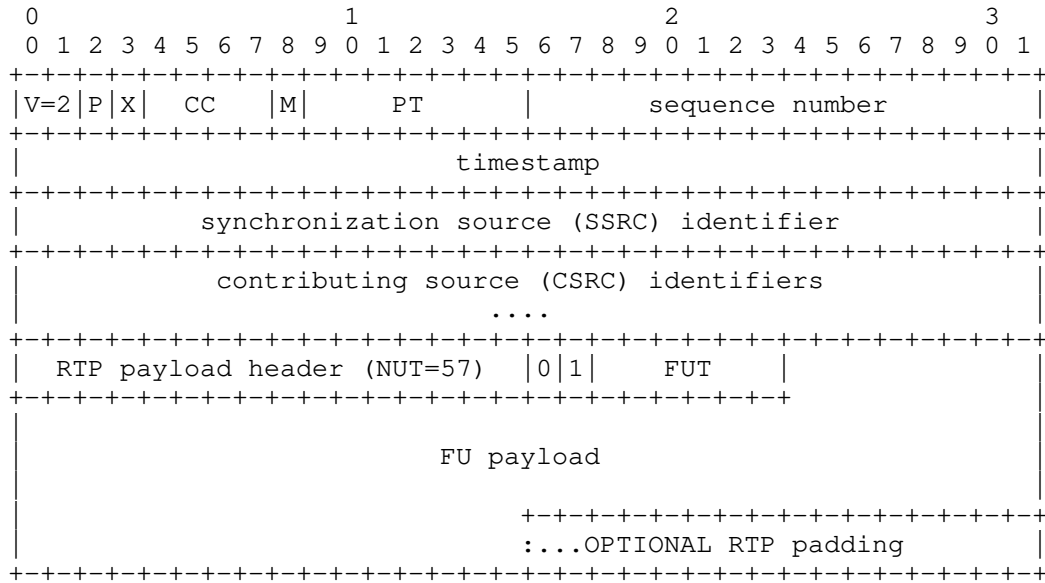 0                   1                   2                   3
 0 1 2 3 4 5 6 7 8 9 0 1 2 3 4 5 6 7 8 9 0 1 2 3 4 5 6 7 8 9 0 1
+-+-+-+-+-+-+-+-+-+-+-+-+-+-+-+-+-+-+-+-+-+-+-+-+-+-+-+-+-+-+-+-+
|V=2|P|X|  CC   |M|     PT      |       sequence number         |
+-+-+-+-+-+-+-+-+-+-+-+-+-+-+-+-+-+-+-+-+-+-+-+-+-+-+-+-+-+-+-+-+
|                           timestamp                           |
+-+-+-+-+-+-+-+-+-+-+-+-+-+-+-+-+-+-+-+-+-+-+-+-+-+-+-+-+-+-+-+-+
|           synchronization source (SSRC) identifier            |
+-+-+-+-+-+-+-+-+-+-+-+-+-+-+-+-+-+-+-+-+-+-+-+-+-+-+-+-+-+-+-+-+
|            contributing source (CSRC) identifiers             |
|                             ....                              |
+-+-+-+-+-+-+-+-+-+-+-+-+-+-+-+-+-+-+-+-+-+-+-+-+-+-+-+-+-+-+-+-+
|  RTP payload header (NUT=57)  |0|1|    FUT    |               |
+-+-+-+-+-+-+-+-+-+-+-+-+-+-+-+-+-+-+-+-+-+-+-+-+               |
|                                                               |
|                          FU payload                           |
|                                                               |
|                               +-+-+-+-+-+-+-+-+-+-+-+-+-+-+-+-+
|                               :...OPTIONAL RTP padding        |
+-+-+-+-+-+-+-+-+-+-+-+-+-+-+-+-+-+-+-+-+-+-+-+-+-+-+-+-+-+-+-+-+